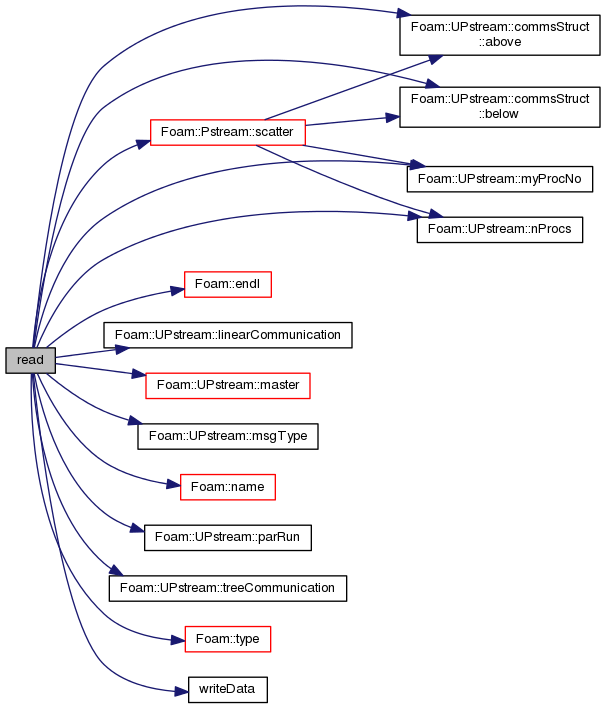 Foam::UPstream::commsStruct
::above
Foam::UPstream::commsStruct
::below
Foam::Pstream::scatter
Foam::UPstream::myProcNo
Foam::UPstream::nProcs
Foam::endl
Foam::UPstream::linearCommunication
read
Foam::UPstream::master
Foam::UPstream::msgType
Foam::name
Foam::UPstream::parRun
Foam::UPstream::treeCommunication
Foam::type
writeData